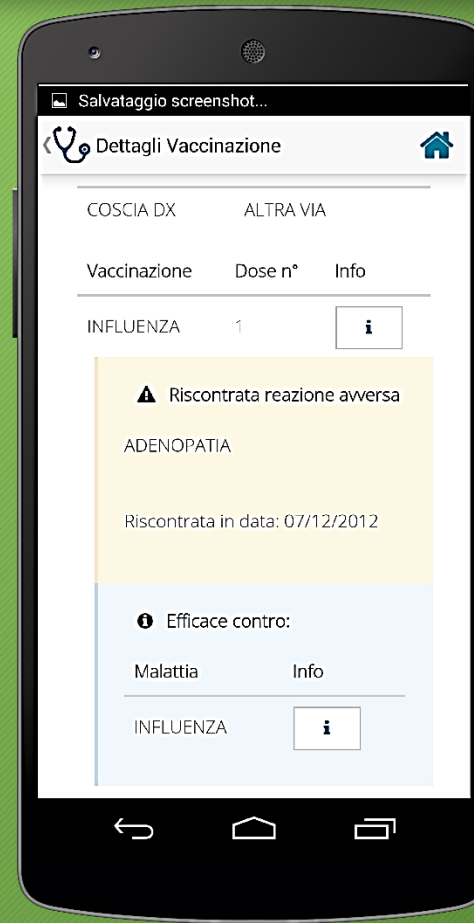 Salvataggio screenshot...
Dettagli Vaccinazione
COSCIA DX ALTRA VIA
Vaccinazione Dose n° Info
INFLUENZA 1 i
Riscontrata reazione avversa
ADENOPATIA
Riscontrata in data: 07/12/2012
Efficace contro:
Malattia Info
INFLUENZA i